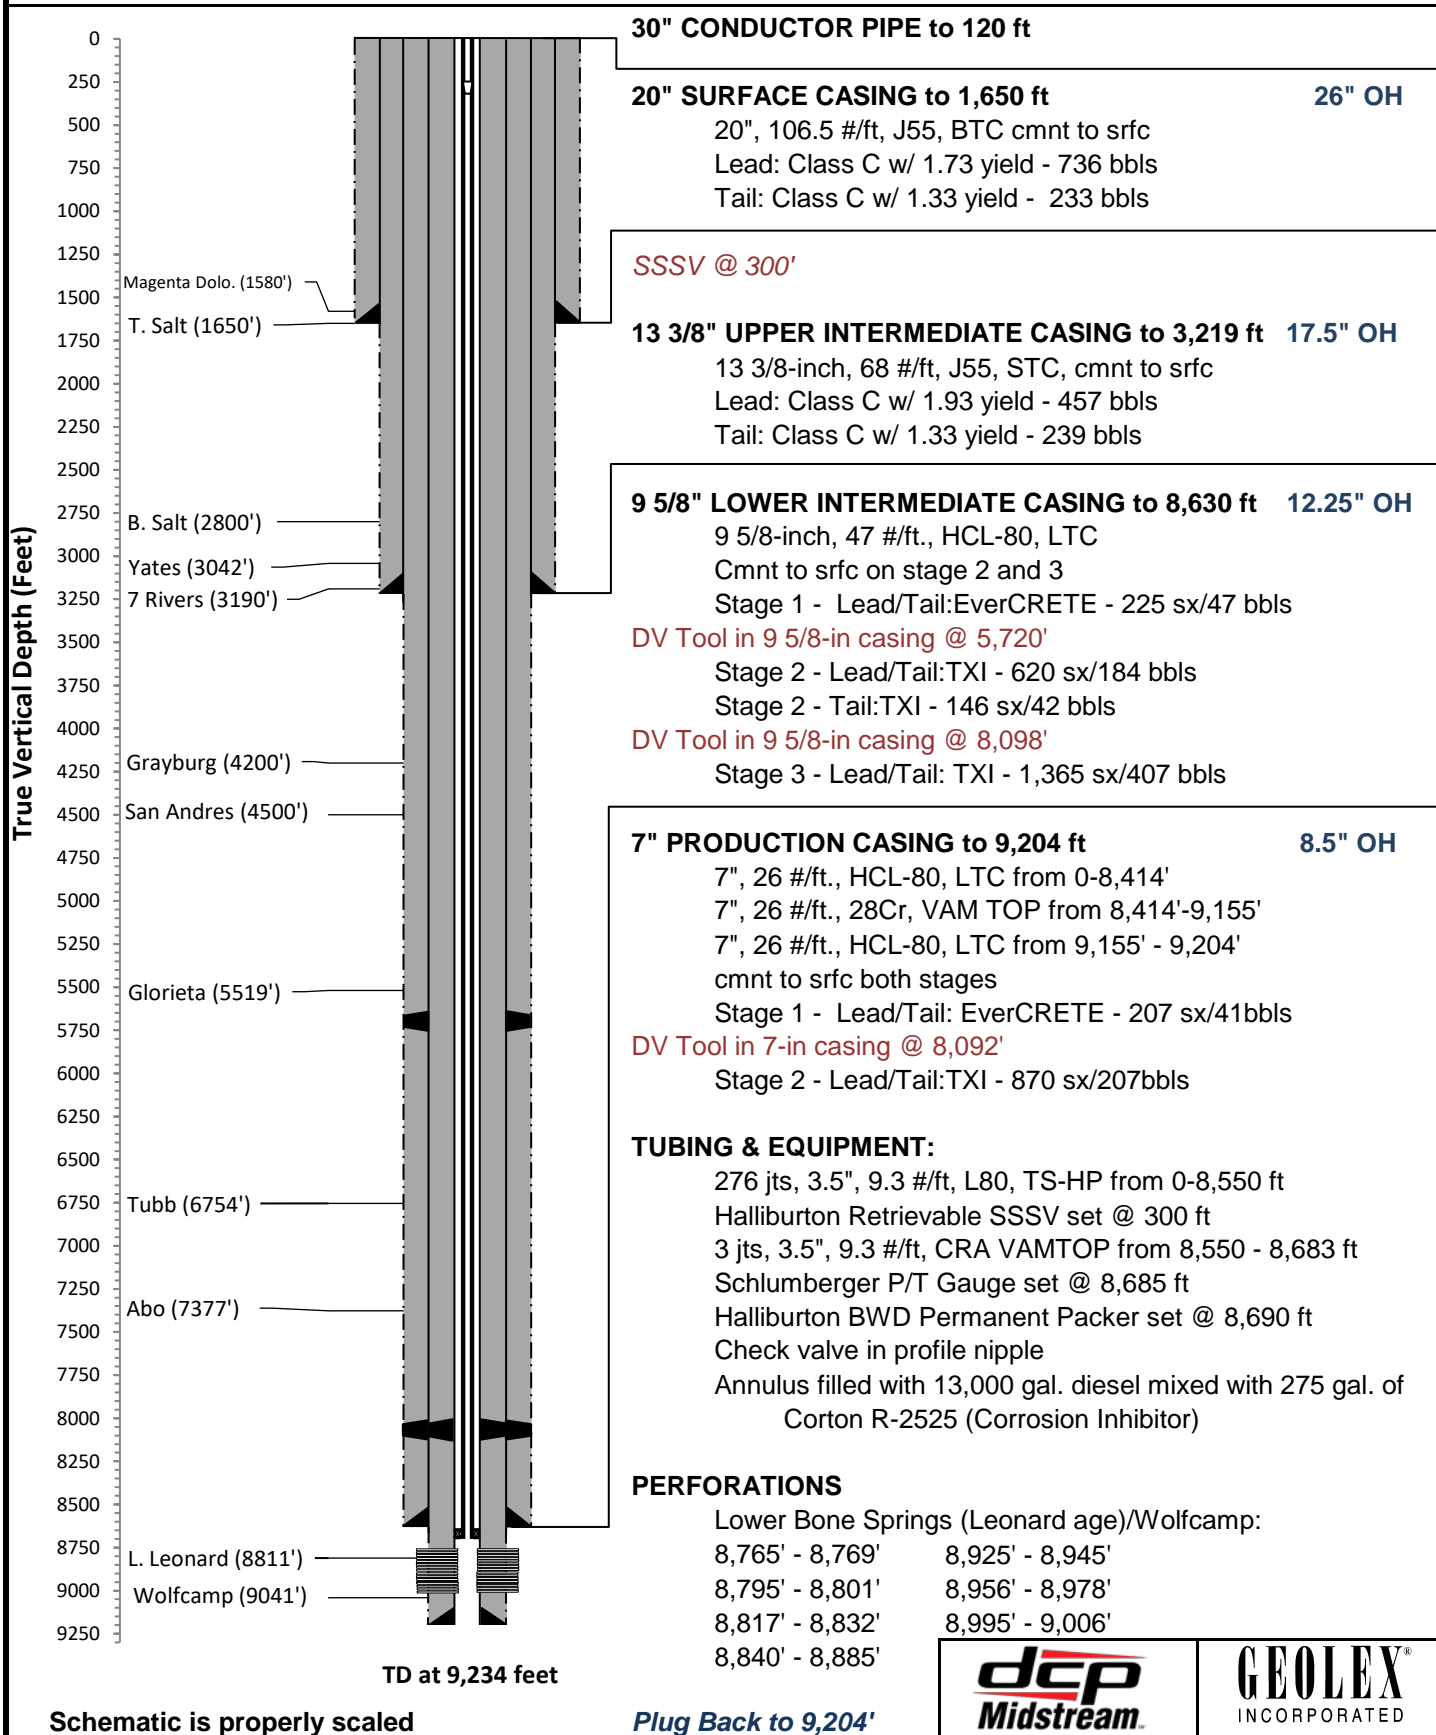 True Vertical Depth (Feet)
0
250
500
750
1000
1250
1500
1750
2000
2250
2500
2750
3000
3250
3500
3750
4000
4250
4500
4750
5000
5250
5500
5750
6000
6250
6500
6750
7000
7250
7500
7750
8000
8250
8500
8750
9000
9250
Magenta Dolo. (1580')
T. Salt (1650')
B. Salt (2800')
Yates (3042')
7 Rivers (3190')
Grayburg (4200')
San Andres (4500')
Glorieta (5519')
Tubb (6754')
Abo (7377')
L. Leonard (8811')
Wolfcamp (9041')
TD at 9,234 feet
Schematic is properly scaled
30" CONDUCTOR PIPE to 120 ft
20" SURFACE CASING to 1,650 ft 26" OH
20", 106.5 #/ft, J55, BTC cmnt to srfc
Lead: Class C w/ 1.73 yield - 736 bbls
Tail: Class C w/ 1.33 yield - 233 bbls
SSSV @ 300'
13 3/8" UPPER INTERMEDIATE CASING to 3,219 ft 17.5" OH
13 3/8-inch, 68 #/ft, J55, STC, cmnt to srfc
Lead: Class C w/ 1.93 yield - 457 bbls
Tail: Class C w/ 1.33 yield - 239 bbls
9 5/8" LOWER INTERMEDIATE CASING to 8,630 ft 12.25" OH
9 5/8-inch, 47 #/ft., HCL-80, LTC
Cmnt to srfc on stage 2 and 3
Stage 1 - Lead/Tail:EverCRETE - 225 sx/47 bbls
DV Tool in 9 5/8-in casing @ 5,720'
Stage 2 - Lead/Tail:TXI - 620 sx/184 bbls
Stage 2 - Tail:TXI - 146 sx/42 bbls
DV Tool in 9 5/8-in casing @ 8,098'
Stage 3 - Lead/Tail: TXI - 1,365 sx/407 bbls
7" PRODUCTION CASING to 9,204 ft 8.5" OH
7", 26 #/ft., HCL-80, LTC from 0-8,414'
7", 26 #/ft., 28Cr, VAM TOP from 8,414'-9,155'
7", 26 #/ft., HCL-80, LTC from 9,155' - 9,204'
cmnt to srfc both stages
Stage 1 - Lead/Tail: EverCRETE - 207 sx/41bbls
DV Tool in 7-in casing @ 8,092'
Stage 2 - Lead/Tail:TXI - 870 sx/207bbls
TUBING & EQUIPMENT:
276 jts, 3.5", 9.3 #/ft, L80, TS-HP from 0-8,550 ft
Halliburton Retrievable SSSV set @ 300 ft
3 jts, 3.5", 9.3 #/ft, CRA VAMTOP from 8,550 - 8,683 ft
Schlumberger P/T Gauge set @ 8,685 ft
Halliburton BWD Permanent Packer set @ 8,690 ft
Check valve in profile nipple
Annulus filled with 13,000 gal. diesel mixed with 275 gal. of
Corton R-2525 (Corrosion Inhibitor)
PERFORATIONS
Lower Bone Springs (Leonard age)/Wolfcamp:
8,765' - 8,769' 8,925' - 8,945'
8,795' - 8,801' 8,956' - 8,978'
8,817' - 8,832' 8,995' - 9,006'
8,840' - 8,885'
Plug Back to 9,204'
dcp
Midstream
GEOLEX®
INCORPORATED